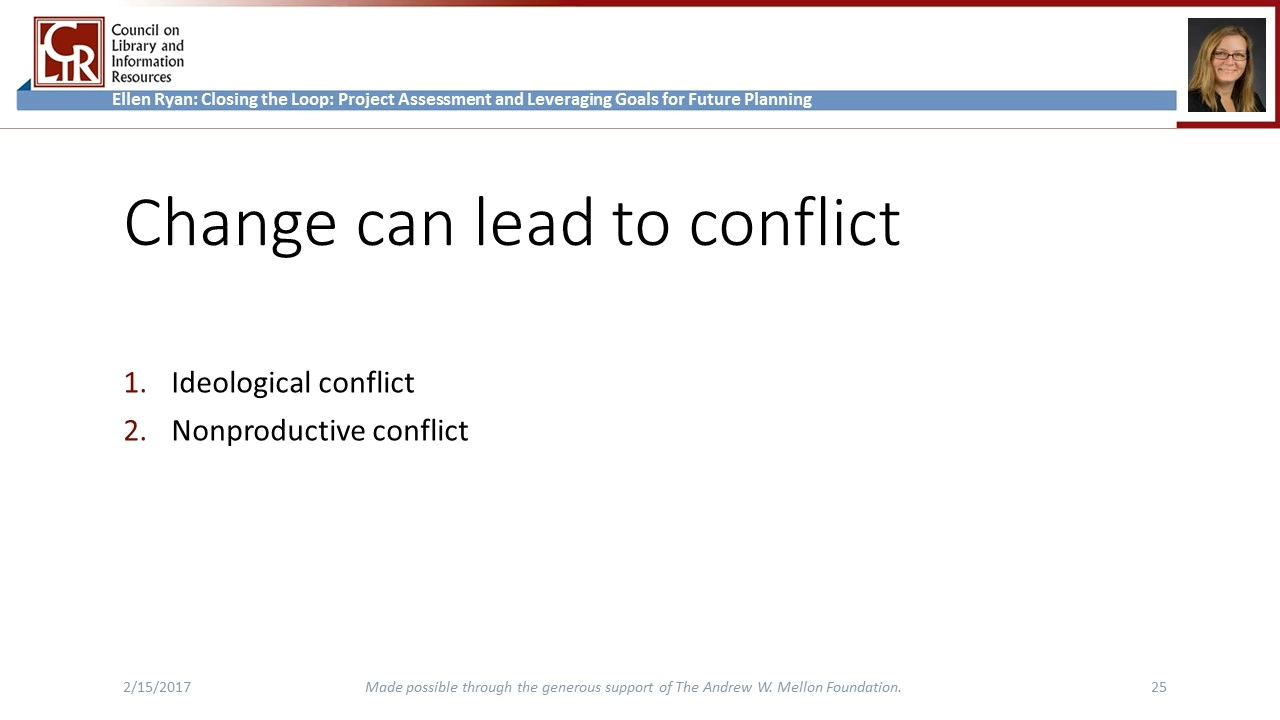 CLIR
Council on
Library and
Information
Resources
Ellen Ryan: Closing the Loop: Project Assessment and Leveraging Goals for Future Planning
Change can lead to conflict
1. Ideological conflict
2. Nonproductive conflict
2/15/2017 Made possible through the generous support of The Andrew W. Mellon Foundation. 25